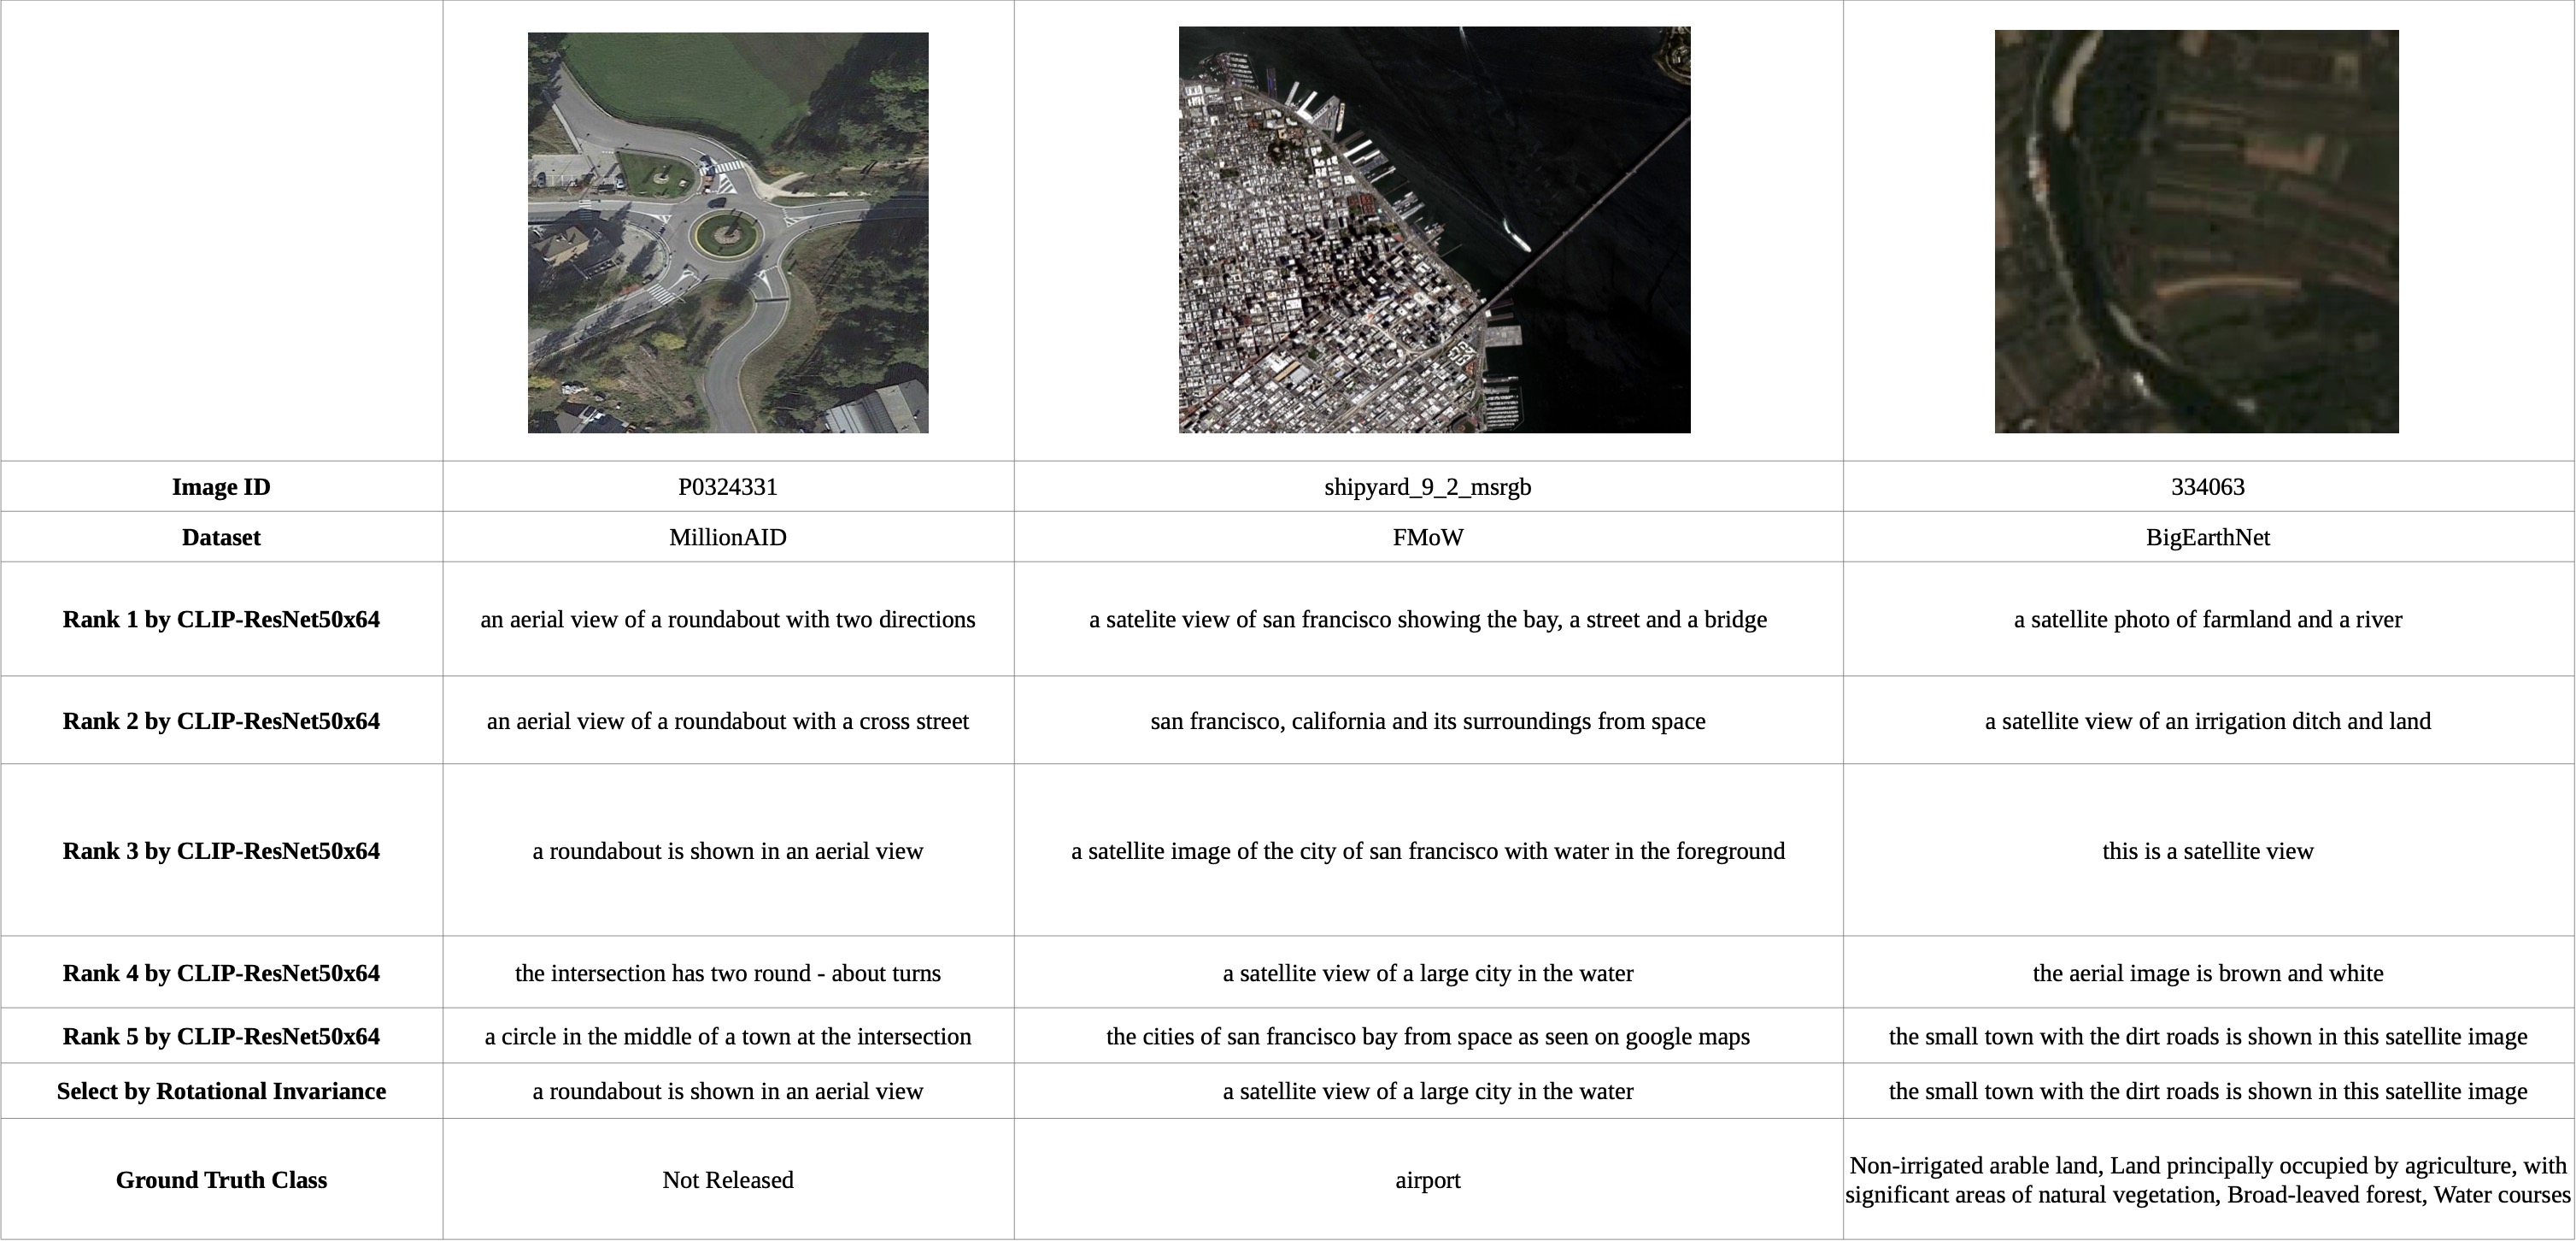 Image ID P0324331 shipyard_9_2_msrgb 334063
Dataset MillionAID FMoW BigEarthNet
Rank 1 by CLIP-ResNet50x64 an aerial view of a roundabout with two directions a satelite view of san francisco showing the bay, a street and a bridge a satellite photo of farmland and a river
Rank 2 by CLIP-ResNet50x64 an aerial view of a roundabout with a cross street san francisco, california and its surroundings from space a satellite view of an irrigation ditch and land
Rank 3 by CLIP-ResNet50x64 a roundabout is shown in an aerial view a satellite image of the city of san francisco with water in the foreground this is a satellite view
Rank 4 by CLIP-ResNet50x64 the intersection has two round - about turns a satellite view of a large city in the water the aerial image is brown and white
Rank 5 by CLIP-ResNet50x64 a circle in the middle of a town at the intersection the cities of san francisco bay from space as seen on google maps the small town with the dirt roads is shown in this satellite image
Select by Rotational Invariance a roundabout is shown in an aerial view a satellite view of a large city in the water the small town with the dirt roads is shown in this satellite image
Ground Truth Class Not Released airport Non-irrigated arable land, Land principally occupied by agriculture, with
significant areas of natural vegetation, Broad-leaved forest, Water courses